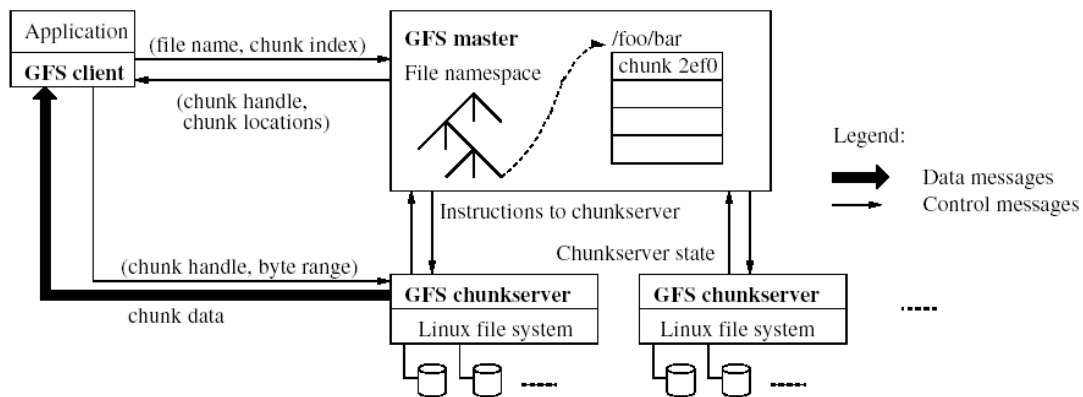 Application
GFS client
(file name, chunk index)
(chunk handle,
chunk locations)
GFS master
File namespace
/foo/bar
chunk 2ef0
Legend:
Data messages
Control messages
Instructions to chunkserver
Chunkserver state
(chunk handle, byte range)
chunk data
GFS chunkserver
Linux file system
GFS chunkserver
Linux file system